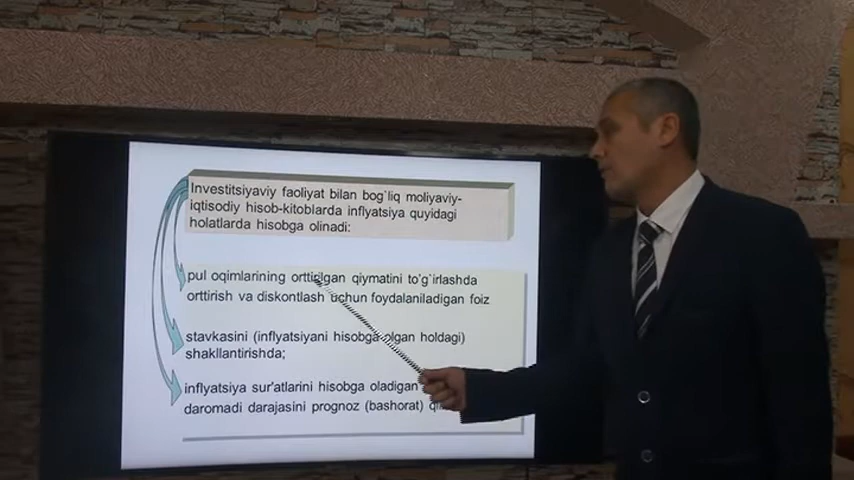 Investitsiyaviy faoliyat bilan bog`liq moliyaviy-
iqtisodiy hisob-kitoblarda inflyatsiya quyidagi
holatlarda hisobga olinadi:
pul oqimlarining orttirilgan qiymatini to'g`irlashda
orttirish va diskontlash uchun foydalaniladigan foiz
stavkasini (inflyatsiyani hisobga olgan holdagi)
shakllantirishda;
inflyatsiya sur'atlarini hisobga oladigan
daromadi darajasini prognoz (bashorat)